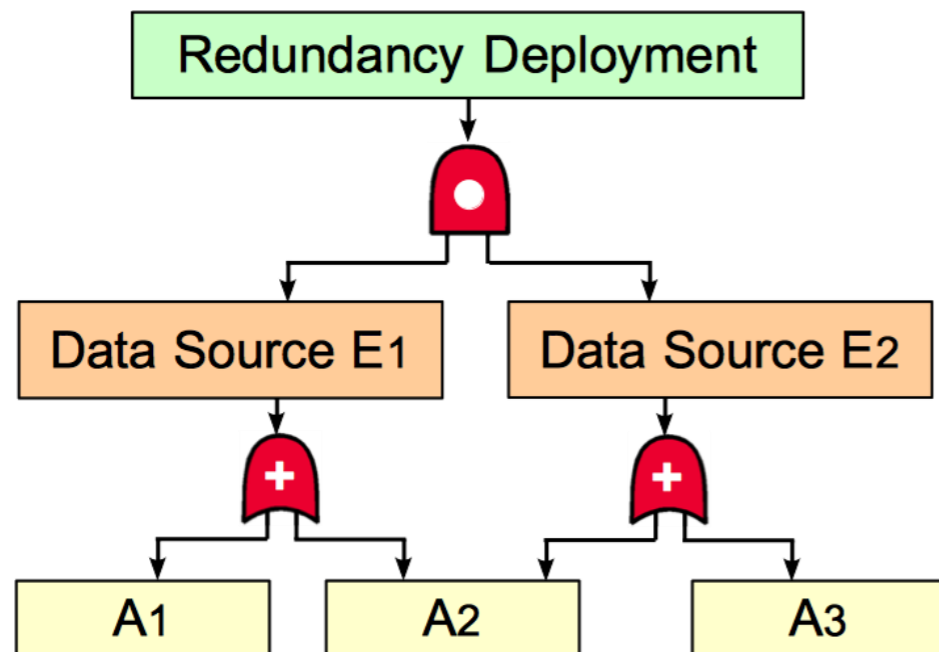 Redundancy Deployment
Data Source E1
Data Source E2
+
+
A1
A2
A3